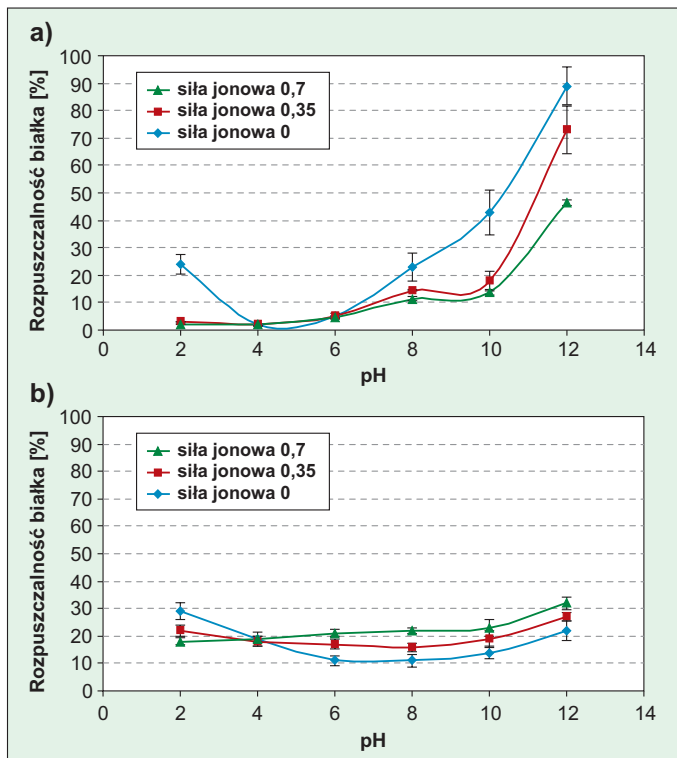 a)
Rozpuszczalność białka [%]
100
90
80
70
60
50
40
30
20
10
0
siła jonowa 0,7
siła jonowa 0,35
siła jonowa 0
0 2 4 6 8 10 12 14
pH
b)
Rozpuszczalność białka [%]
100
90
80
70
60
50
40
30
20
10
0
siła jonowa 0,7
siła jonowa 0,35
siła jonowa 0
0 2 4 6 8 10 12 14
pH